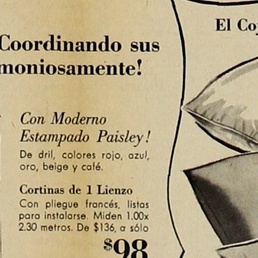 Coordinando sus
moniosamente!
El
Con Moderno
Estampado Paisley!
De dril, colores rojo, azul,
oro, beige y café.
Cortinas de 1 Lienzo
Con pliegue francés, listas
para instalarse. Miden 1.00x
2.30 metros. De $136, a sólo
$98